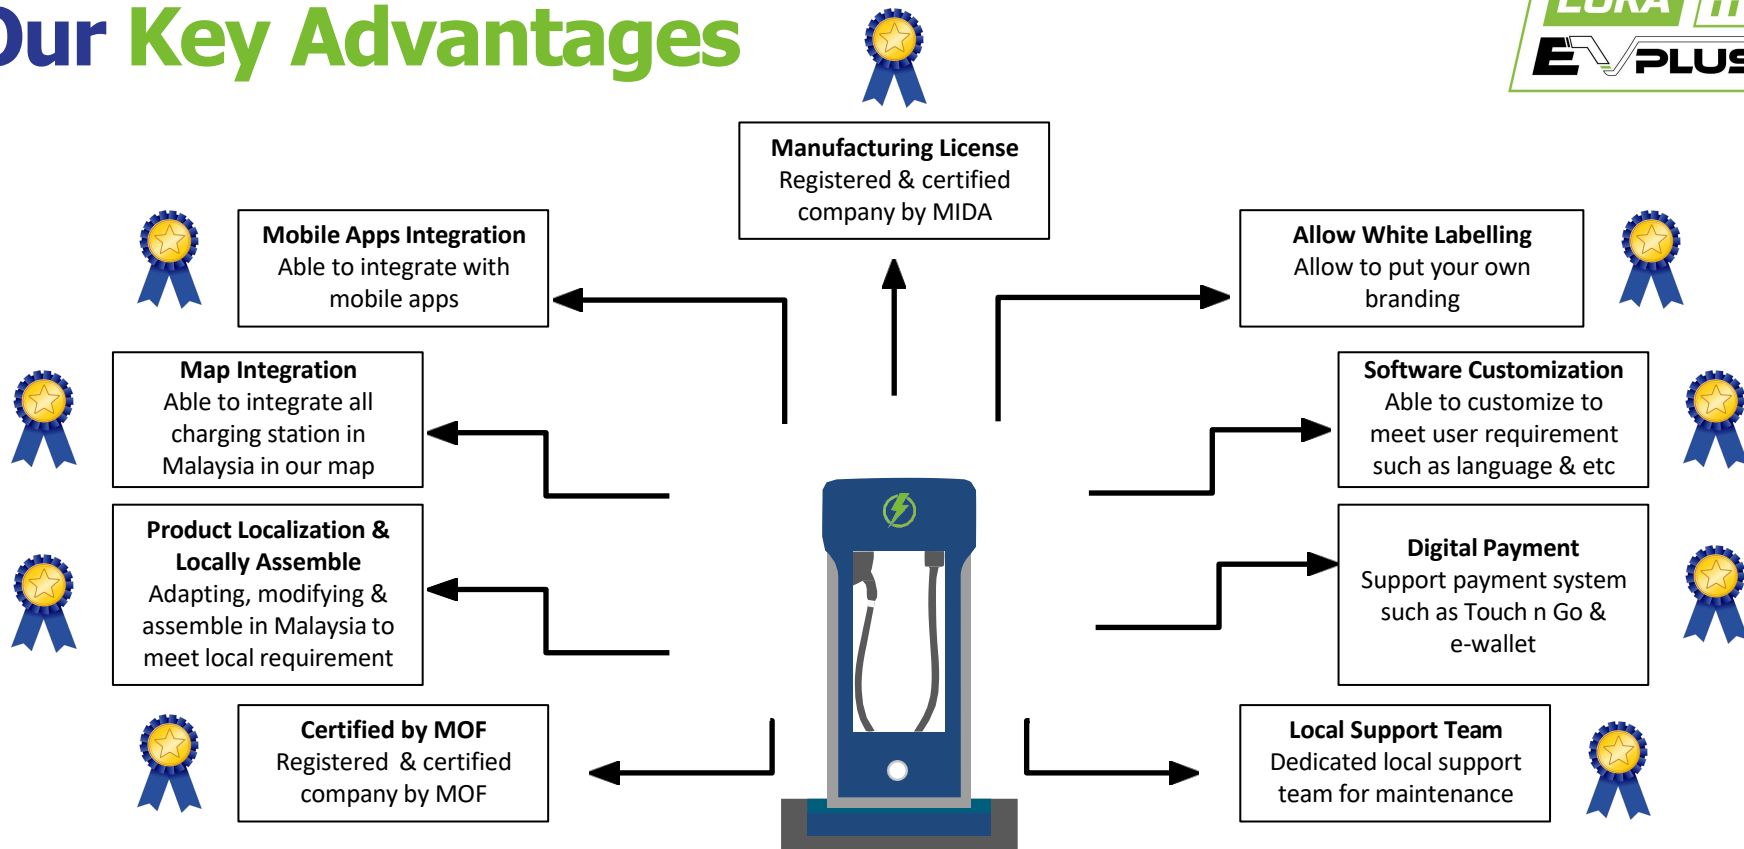 Our Key Advantages
EURA
EV PLUS
Manufacturing License
Registered & certified
company by MIDA
Mobile Apps Integration
Able to integrate with
mobile apps
Allow White Labelling
Allow to put your own
branding
Map Integration
Able to integrate all
charging station in
Malaysia in our map
Software Customization
Able to customize to
meet user requirement
such as language & etc
Product Localization &
Locally Assemble
Adapting, modifying &
assemble in Malaysia to
meet local requirement
Digital Payment
Support payment system
such as Touch n Go &
e-wallet
Certified by MOF
Registered & certified
company by MOF
Local Support Team
Dedicated local support
team for maintenance